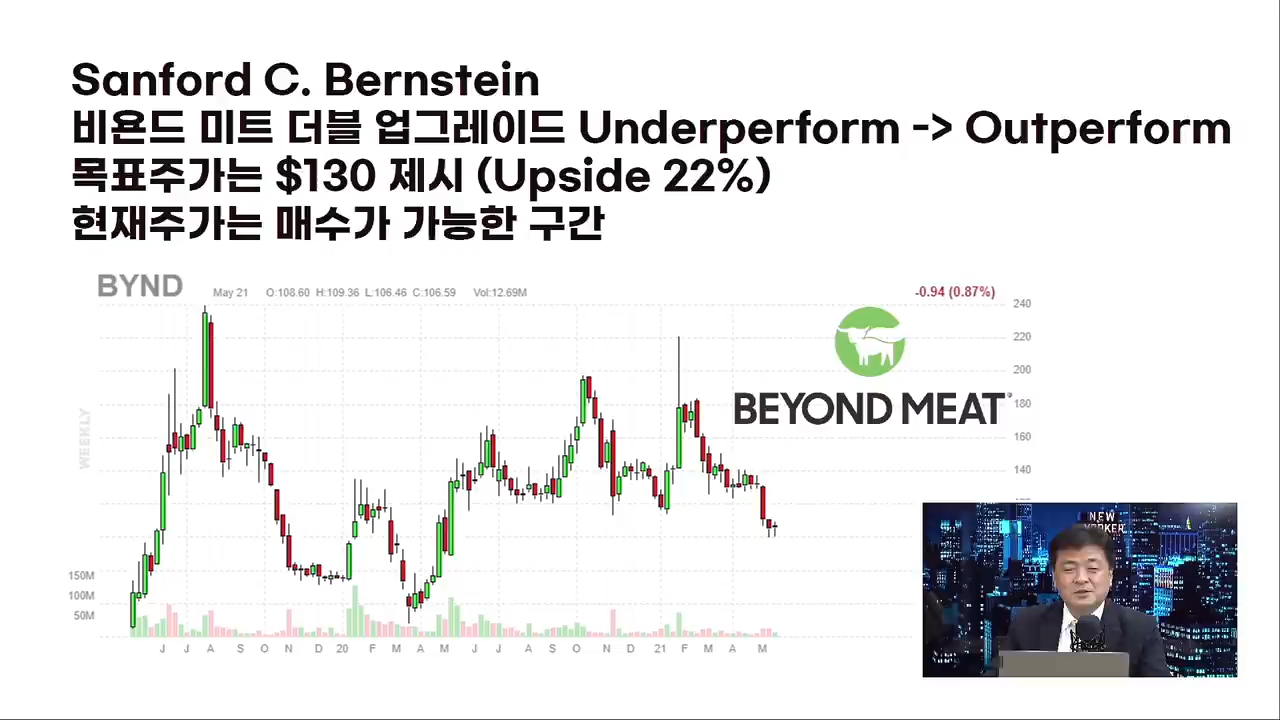 Sanford C. Bernstein
비욘드 미트 더블 업그레이드 Underperform -> Outperform
목표주가는 $130 제시 (Upside 22%)
현재주가는 매수가 가능한 구간
BYND May 21 O:108.60 H:109.36 L:106.46 C:106.59 Vol:12.69M -0.94 (0.87%)
240
220
200
BEYOND MEAT
180
160
WEEKLY
140
NEW
YORKER
150M
100M
50M
J J A S O N D 20 F M A M J J A S O N D 21 F M A M